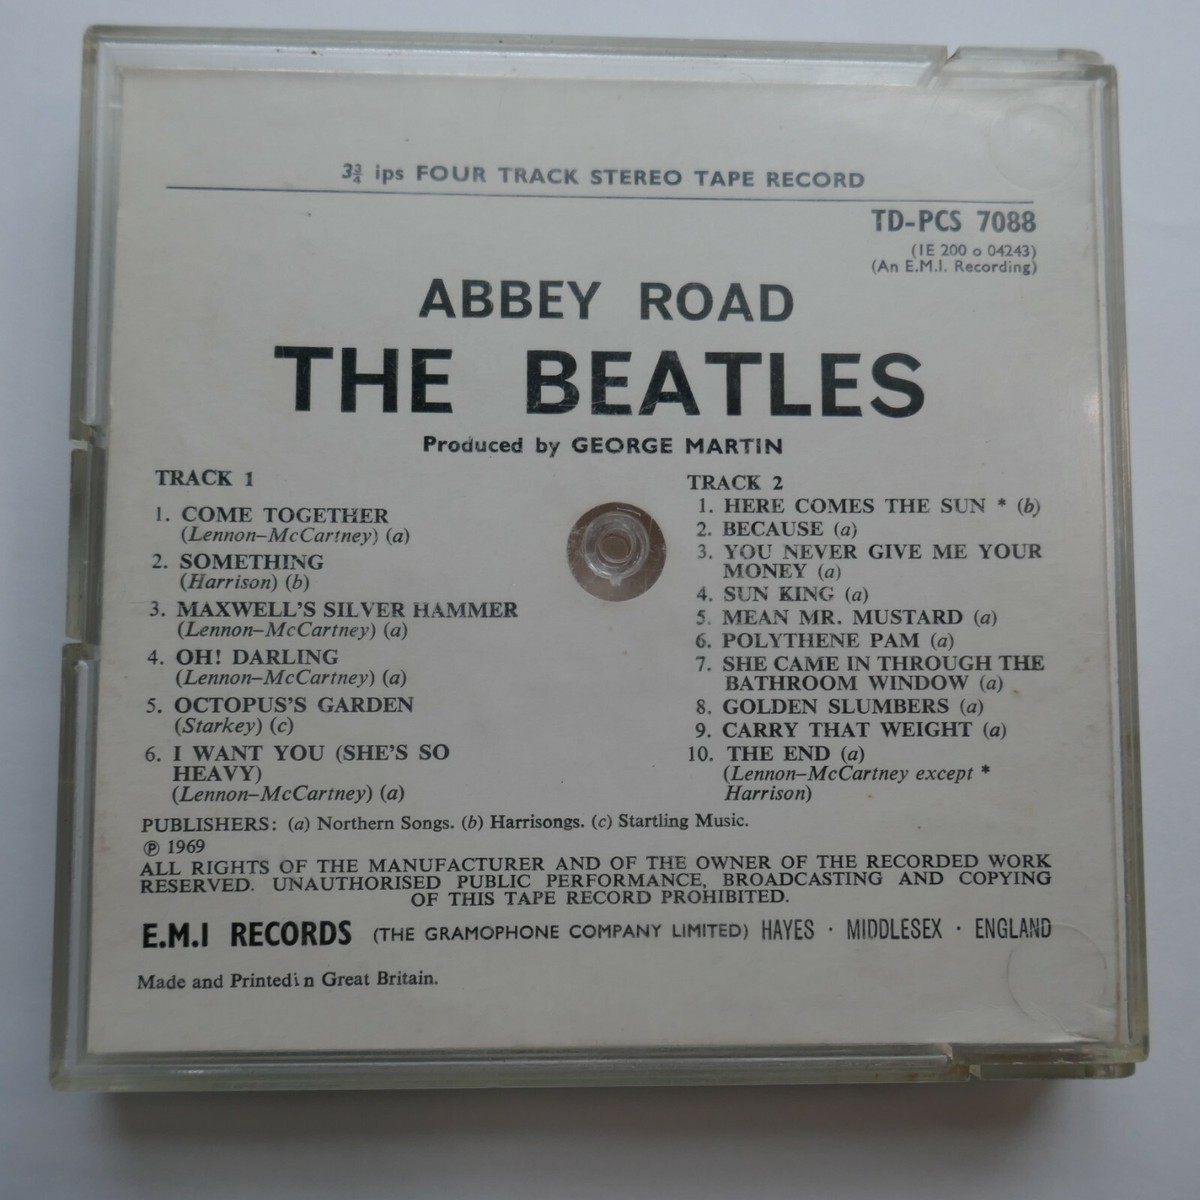 3¾ ips FOUR TRACK STEREO TAPE RECORD
TD-PCS 7088
(IE 200 o 04243)
(An E.M.I. Recording)
ABBEY ROAD
THE BEATLES
Produced by GEORGE MARTIN
TRACK 1
1. COME TOGETHER
(Lennon–McCartney) (a)
2. SOMETHING
(Harrison) (b)
3. MAXWELL'S SILVER HAMMER
(Lennon–McCartney) (a)
4. OH! DARLING
(Lennon–McCartney) (a)
5. OCTOPUS'S GARDEN
(Starkey) (c)
6. I WANT YOU (SHE'S SO
HEAVY)
(Lennon–McCartney) (a)
TRACK 2
1. HERE COMES THE SUN * (b)
2. BECAUSE (a)
3. YOU NEVER GIVE ME YOUR
MONEY (a)
4. SUN KING (a)
5. MEAN MR. MUSTARD (a)
6. POLYTHENE PAM (a)
7. SHE CAME IN THROUGH THE
BATHROOM WINDOW (a)
8. GOLDEN SLUMBERS (a)
9. CARRY THAT WEIGHT (a)
10. THE END (a)
(Lennon–McCartney except *
Harrison)
PUBLISHERS: (a) Northern Songs. (b) Harrisongs. (c) Startling Music.
℗ 1969
ALL RIGHTS OF THE MANUFACTURER AND OF THE OWNER OF THE RECORDED WORK
RESERVED. UNAUTHORISED PUBLIC PERFORMANCE, BROADCASTING AND COPYING
OF THIS TAPE RECORD PROHIBITED.
E.M.I RECORDS (THE GRAMOPHONE COMPANY LIMITED) HAYES · MIDDLESEX · ENGLAND
Made and Printedin Great Britain.